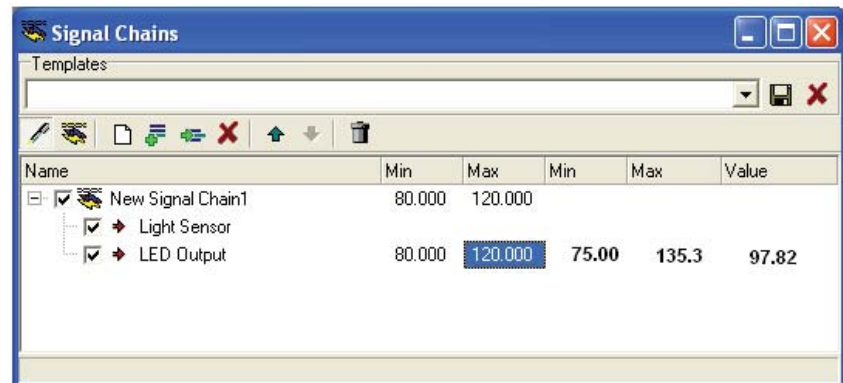 Signal Chains
Templates
Name Min Max Min Max Value
New Signal Chain1 80.000 120.000
Light Sensor
LED Output 80.000 120.000 75.00 135.3 97.82